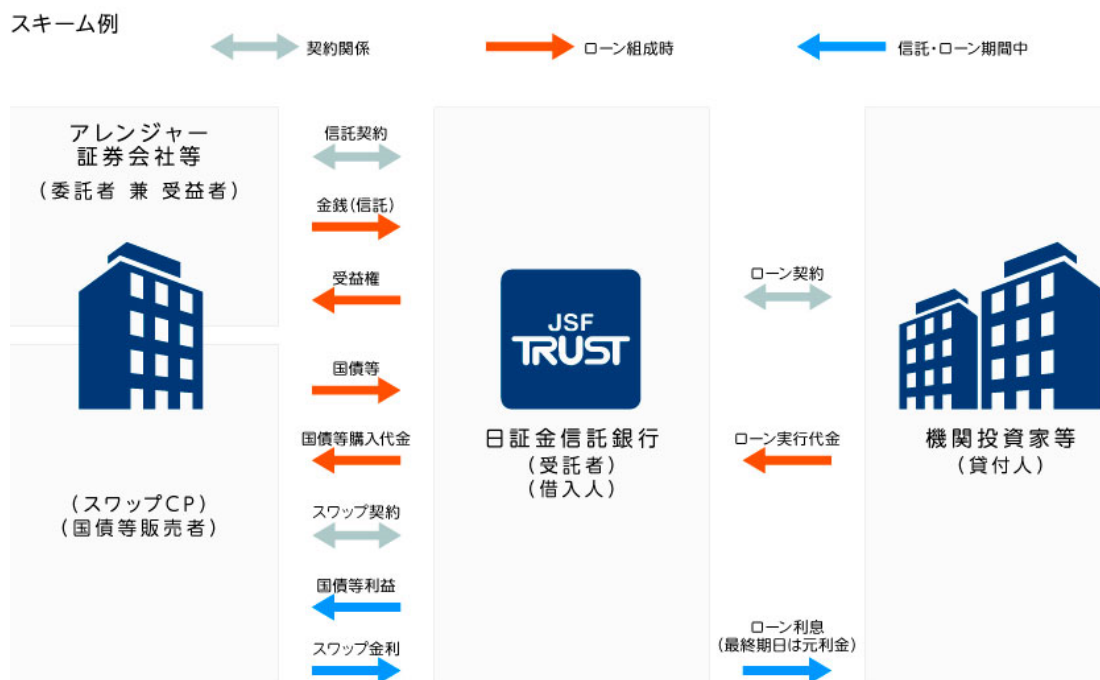 スキーム例
契約関係
ローン組成時
信託・ローン期間中
アレンジャー
証券会社等
(委託者 兼 受益者)
(スワップCP)
(国債等販売者)
信託契約
金銭(信託)
受益権
国債等
国債等購入代金
スワップ契約
国債等利益
スワップ金利
JSF
TRUST
日証金信託銀行
(受託者)
(借入人)
ローン契約
ローン実行代金
ローン利息
(最終期日は元利金)
機関投資家等
(貸付人)